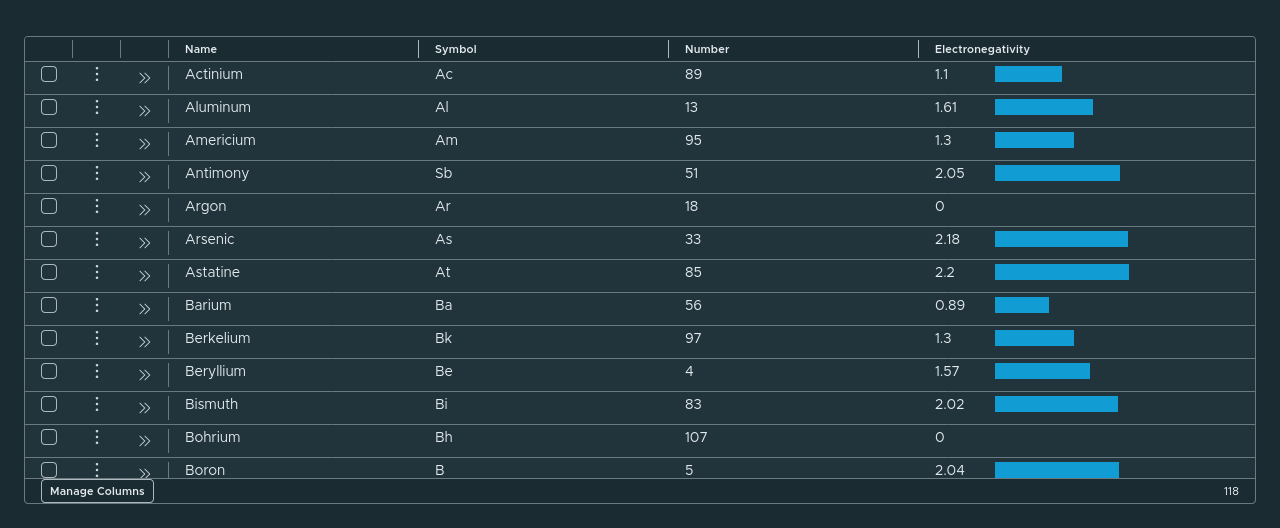 Name Symbol Number Electronegativity
Actinium Ac 89 1.1
Aluminum Al 13 1.61
Americium Am 95 1.3
Antimony Sb 51 2.05
Argon Ar 18 0
Arsenic As 33 2.18
Astatine At 85 2.2
Barium Ba 56 0.89
Berkelium Bk 97 1.3
Beryllium Be 4 1.57
Bismuth Bi 83 2.02
Bohrium Bh 107 0
Boron B 5 2.04
Manage Columns 118